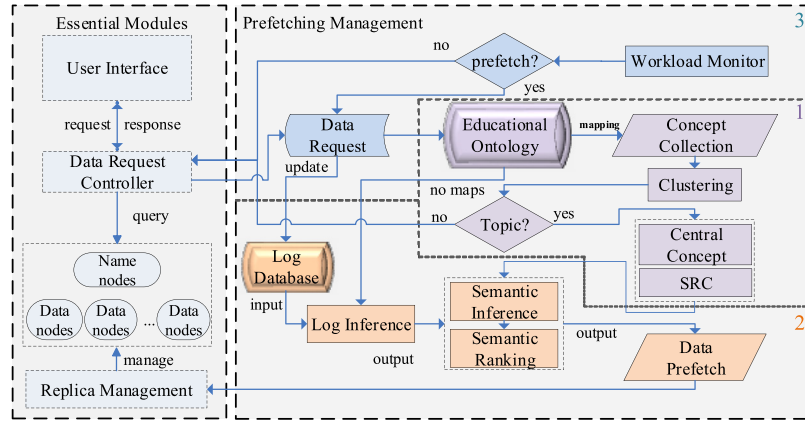 Essential Modules
User Interface
request
response
Data Request
Controller
query
Name
nodes
Data
nodes
Data
nodes
...
Data
nodes
manage
Replica Management
Prefetching Management
3
no
prefetch?
Workload Monitor
yes
1
Data
Request
Educational
Ontology
mapping
Concept
Collection
update
no maps
Clustering
no
Topic?
yes
Central
Concept
SRC
Log
Database
input
Log Inference
output
Semantic
Inference
Semantic
Ranking
output
2
Data
Prefetch